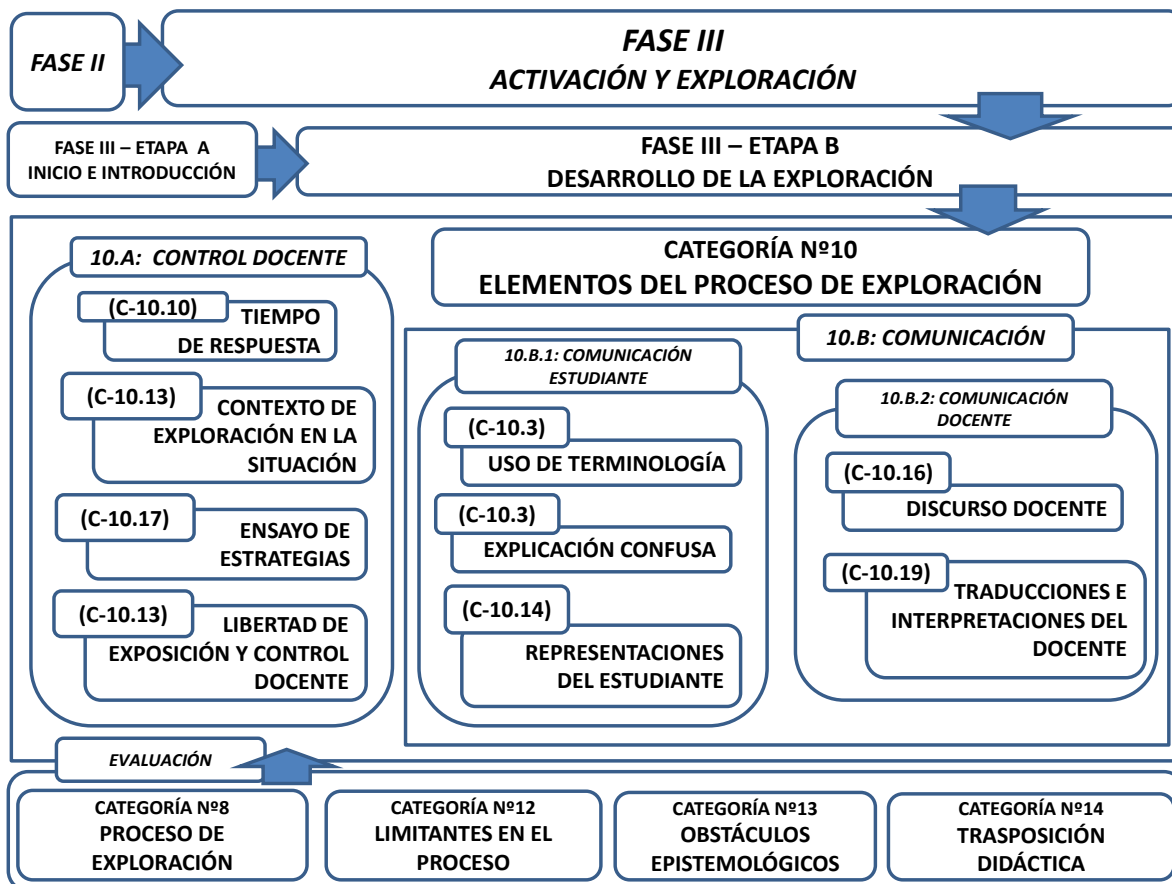 FASE II
FASE III
ACTIVACIÓN Y EXPLORACIÓN
FASE III – ETAPA A
INICIO E INTRODUCCIÓN
FASE III – ETAPA B
DESARROLLO DE LA EXPLORACIÓN
CATEGORÍA Nº10
ELEMENTOS DEL PROCESO DE EXPLORACIÓN
10.A: CONTROL DOCENTE
(C-10.10)
TIEMPO
DE RESPUESTA
(C-10.13)
CONTEXTO DE
EXPLORACIÓN EN LA
SITUACIÓN
(C-10.17)
ENSAYO DE
ESTRATEGIAS
(C-10.13)
LIBERTAD DE
EXPOSICIÓN Y CONTROL
DOCENTE
10.B: COMUNICACIÓN
10.B.1: COMUNICACIÓN
ESTUDIANTE
(C-10.3)
USO DE TERMINOLOGÍA
(C-10.3)
EXPLICACIÓN CONFUSA
(C-10.14)
REPRESENTACIONES
DEL ESTUDIANTE
10.B.2: COMUNICACIÓN
DOCENTE
(C-10.16)
DISCURSO DOCENTE
(C-10.19)
TRADUCCIONES E
INTERPRETACIONES DEL
DOCENTE
EVALUACIÓN
CATEGORÍA Nº8
PROCESO DE
EXPLORACIÓN
CATEGORÍA Nº12
LIMITANTES EN EL
PROCESO
CATEGORÍA Nº13
OBSTÁCULOS
EPISTEMOLÓGICOS
CATEGORÍA Nº14
TRASPOSICIÓN
DIDÁCTICA